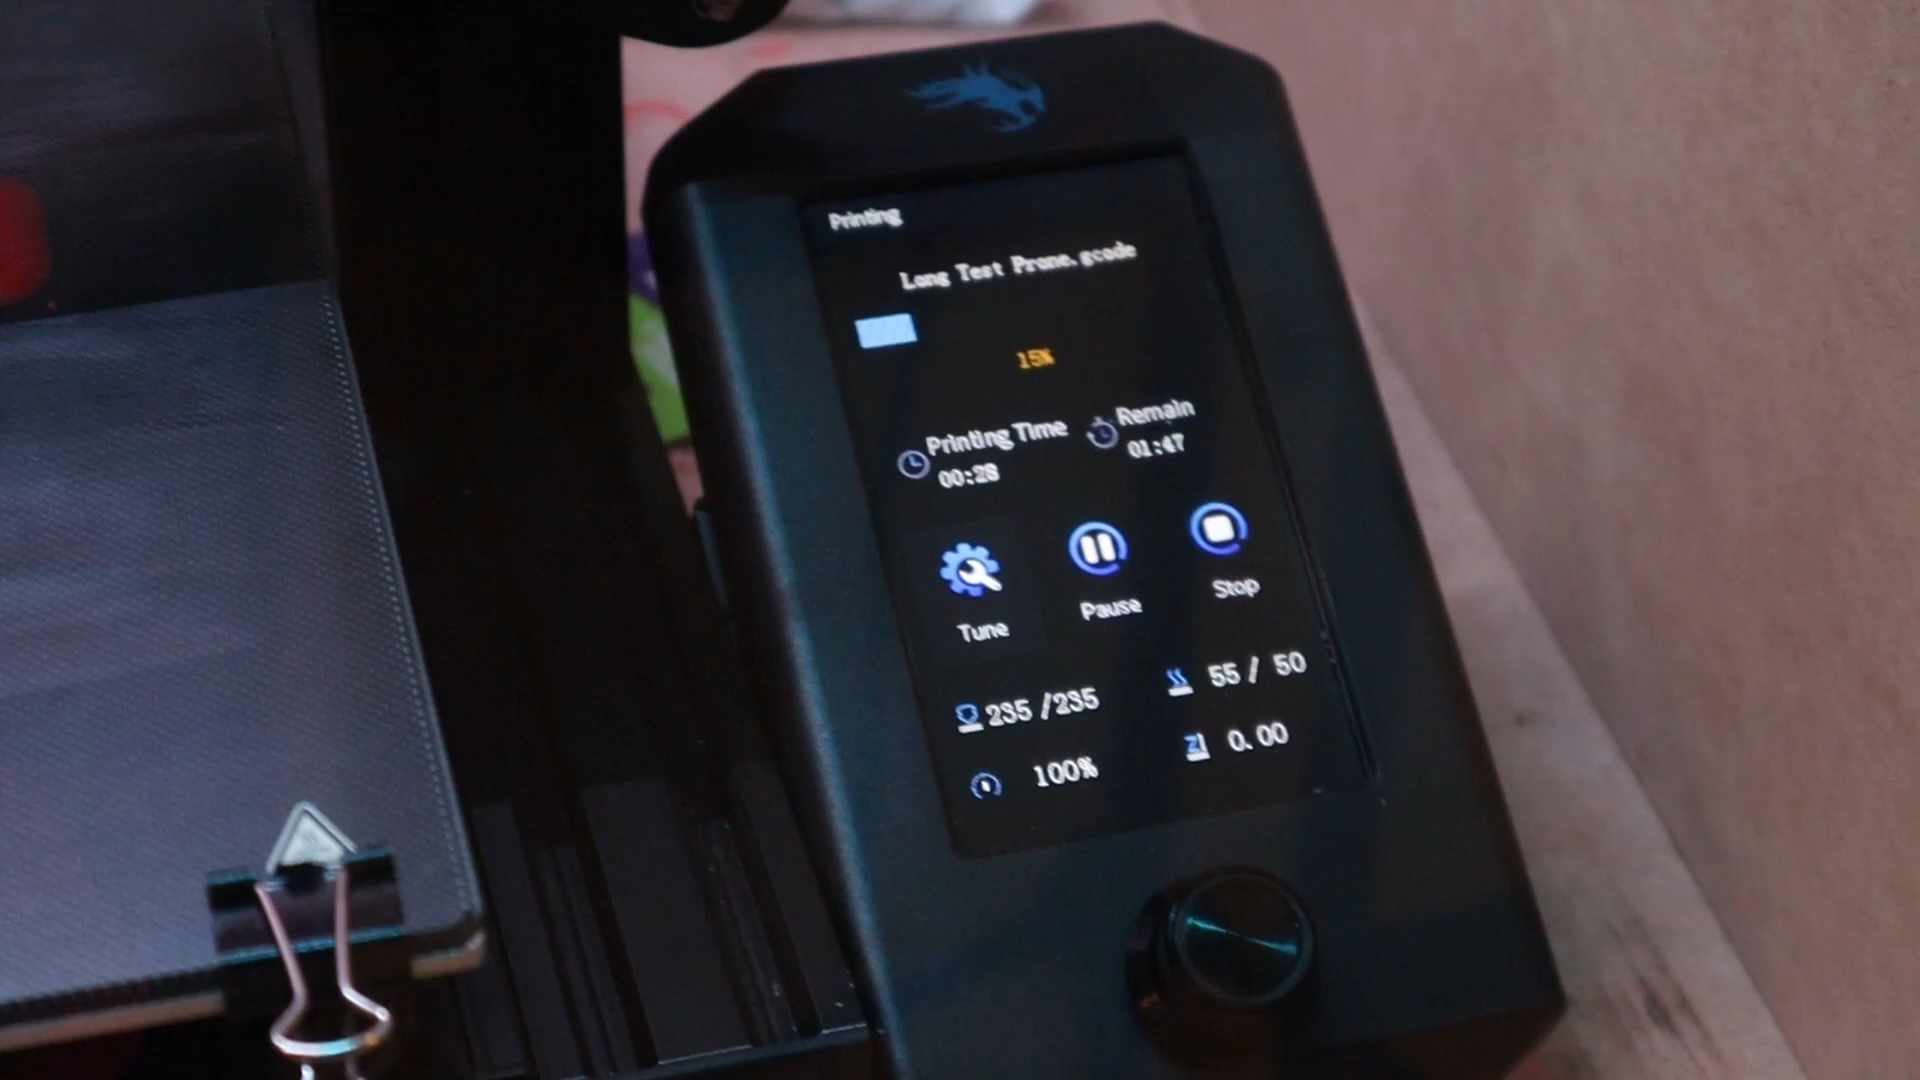 Printing
Long Test Prone.gcode
15%
Printing Time
00:28
Remain
01:47
Tune
Pause
Stop
235 /235
55 / 50
100%
Z 0.00